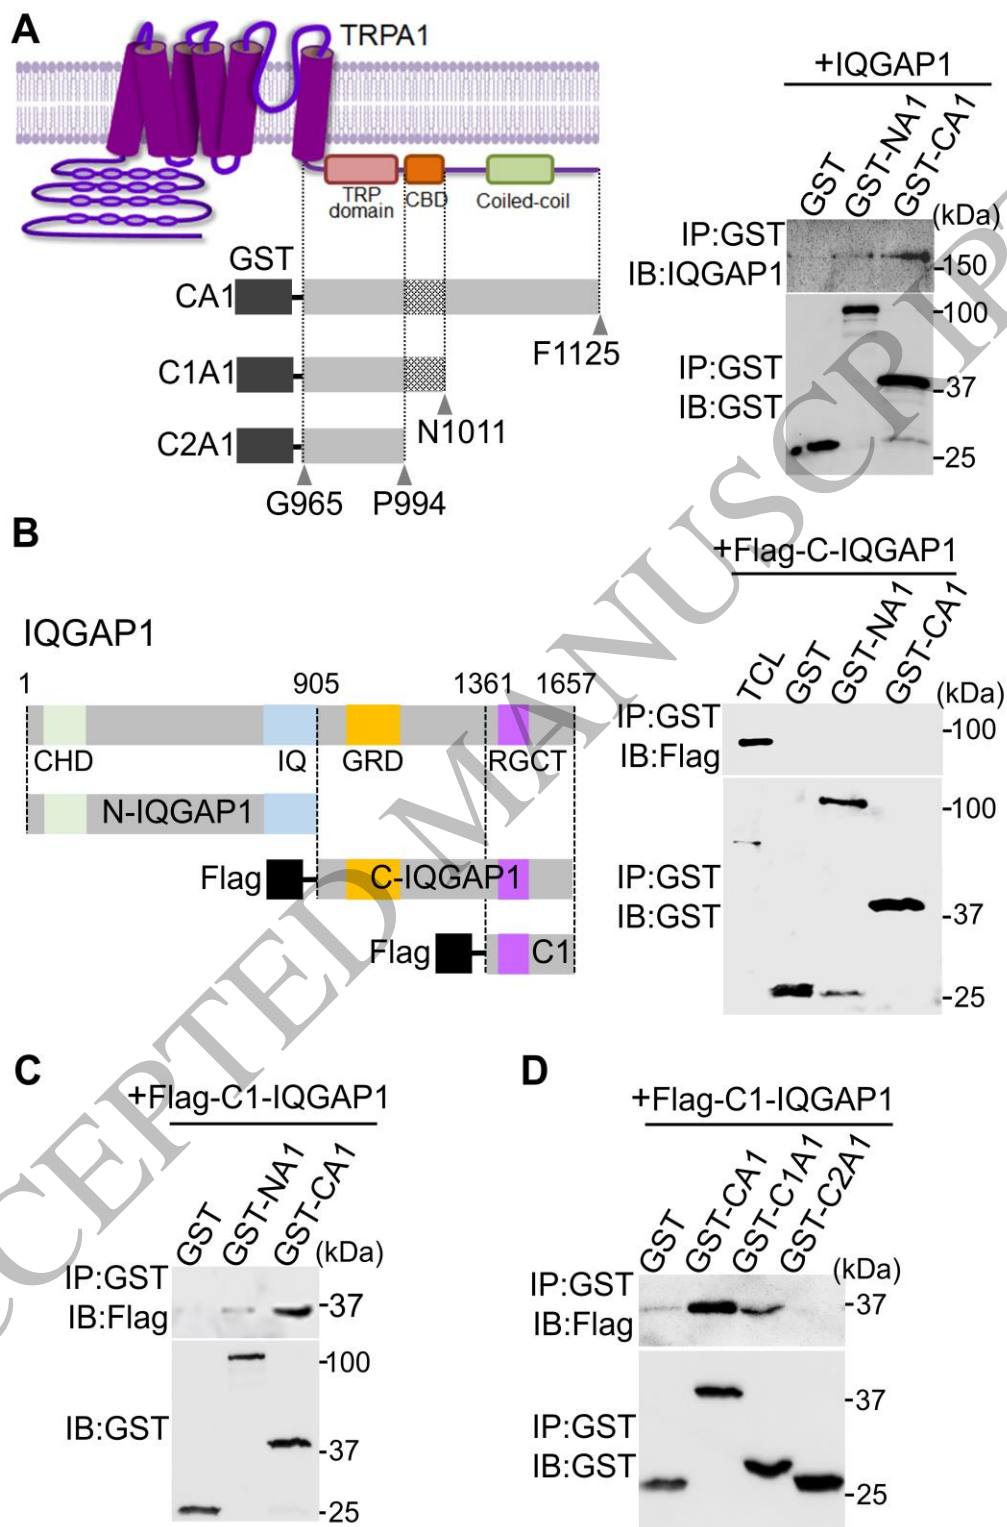 A
TRPA1
TRP
domain
CBD
Coiled-coil
GST
CA1
F1125
C1A1
N1011
C2A1
G965
P994
+IQGAP1
GST
GST-NA1
GST-CA1
(kDa)
IP:GST
IB:IQGAP1
-150
-100
IP:GST
IB:GST
-37
-25
B
IQGAP1
1
905
1361
1657
CHD
IQ
GRD
RGCT
N-IQGAP1
Flag
C-IQGAP1
Flag
C1
+Flag-C-IQGAP1
TCL
GST
GST-NA1
GST-CA1
(kDa)
IP:GST
IB:Flag
-100
-100
IP:GST
IB:GST
-37
-25
C
+Flag-C1-IQGAP1
GST
GST-NA1
GST-CA1
(kDa)
IP:GST
IB:Flag
-37
-100
IB:GST
-37
-25
D
+Flag-C1-IQGAP1
GST
GST-CA1
GST-C1A1
GST-C2A1
(kDa)
IP:GST
IB:Flag
-37
IP:GST
IB:GST
-37
-25
CCEPTED MANUSCRIPT